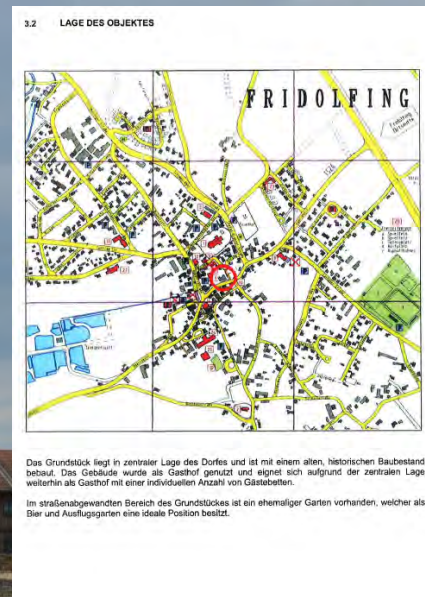 3.2 LAGE DES OBJEKTES
FRIDOLFING
Das Grundstück liegt in zentraler Lage des Dorfes und ist mit einem alten, historischen Baubestand
bebaut. Das Gebäude wurde als Gasthof genutzt und eignet sich aufgrund der zentralen Lage
weiterhin als Gasthof mit einer individuellen Anzahl von Gästebetten.
Im straßenabgewandten Bereich des Grundstückes ist ein ehemaliger Garten vorhanden, welcher als
Bier und Ausflugsgarten eine ideale Position besitzt.